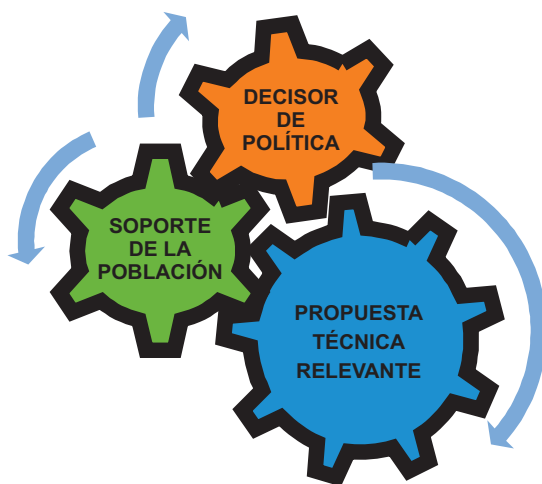 DECISOR
DE
POLÍTICA
SOPORTE
DE LA
POBLACIÓN
PROPUESTA
TÉCNICA
RELEVANTE